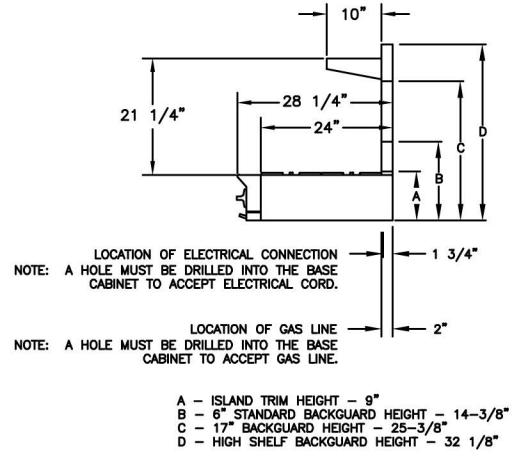 10"
21 1/4"
28 1/4"
24"
D
C
B
A
LOCATION OF ELECTRICAL CONNECTION
1 3/4"
NOTE: A HOLE MUST BE DRILLED INTO THE BASE
CABINET TO ACCEPT ELECTRICAL CORD.
LOCATION OF GAS LINE
2"
NOTE: A HOLE MUST BE DRILLED INTO THE BASE
CABINET TO ACCEPT GAS LINE.
A – ISLAND TRIM HEIGHT – 9"
B – 6" STANDARD BACKGUARD HEIGHT – 14–3/8"
C – 17" BACKGUARD HEIGHT – 25–3/8"
D – HIGH SHELF BACKGUARD HEIGHT – 32 1/8"